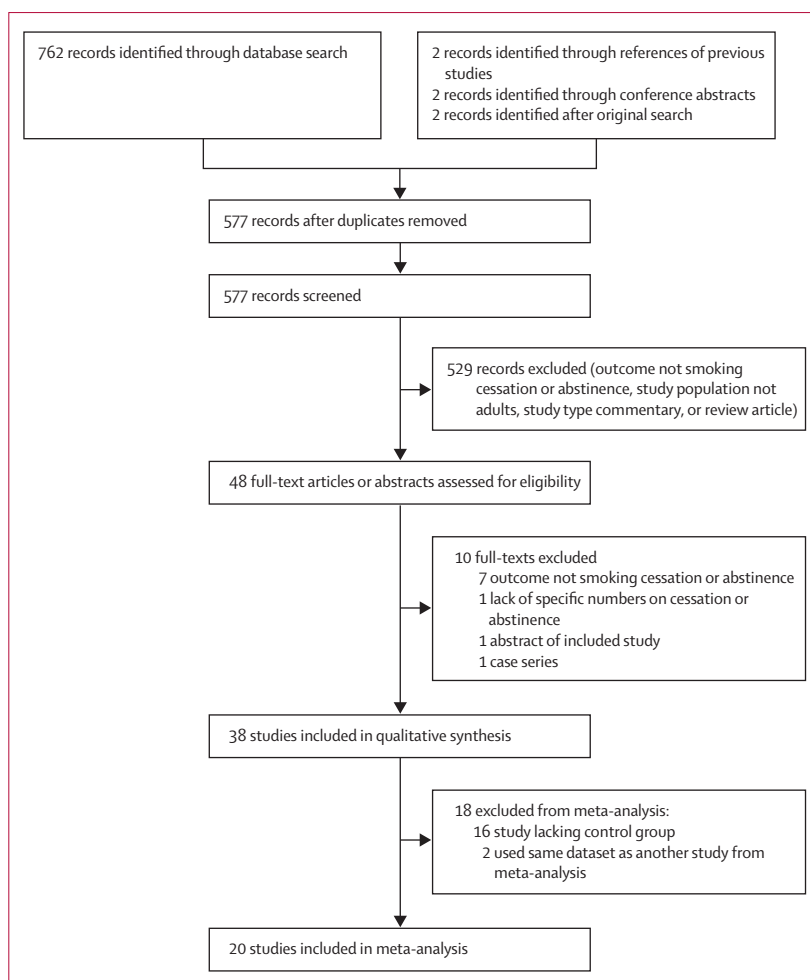 762 records identified through database search
2 records identified through references of previous
studies
2 records identified through conference abstracts
2 records identified after original search
577 records after duplicates removed
577 records screened
529 records excluded (outcome not smoking
cessation or abstinence, study population not
adults, study type commentary, or review article)
48 full-text articles or abstracts assessed for eligibility
10 full-texts excluded
7 outcome not smoking cessation or abstinence
1 lack of specific numbers on cessation or
abstinence
1 abstract of included study
1 case series
38 studies included in qualitative synthesis
18 excluded from meta-analysis:
16 study lacking control group
2 used same dataset as another study from
meta-analysis
20 studies included in meta-analysis